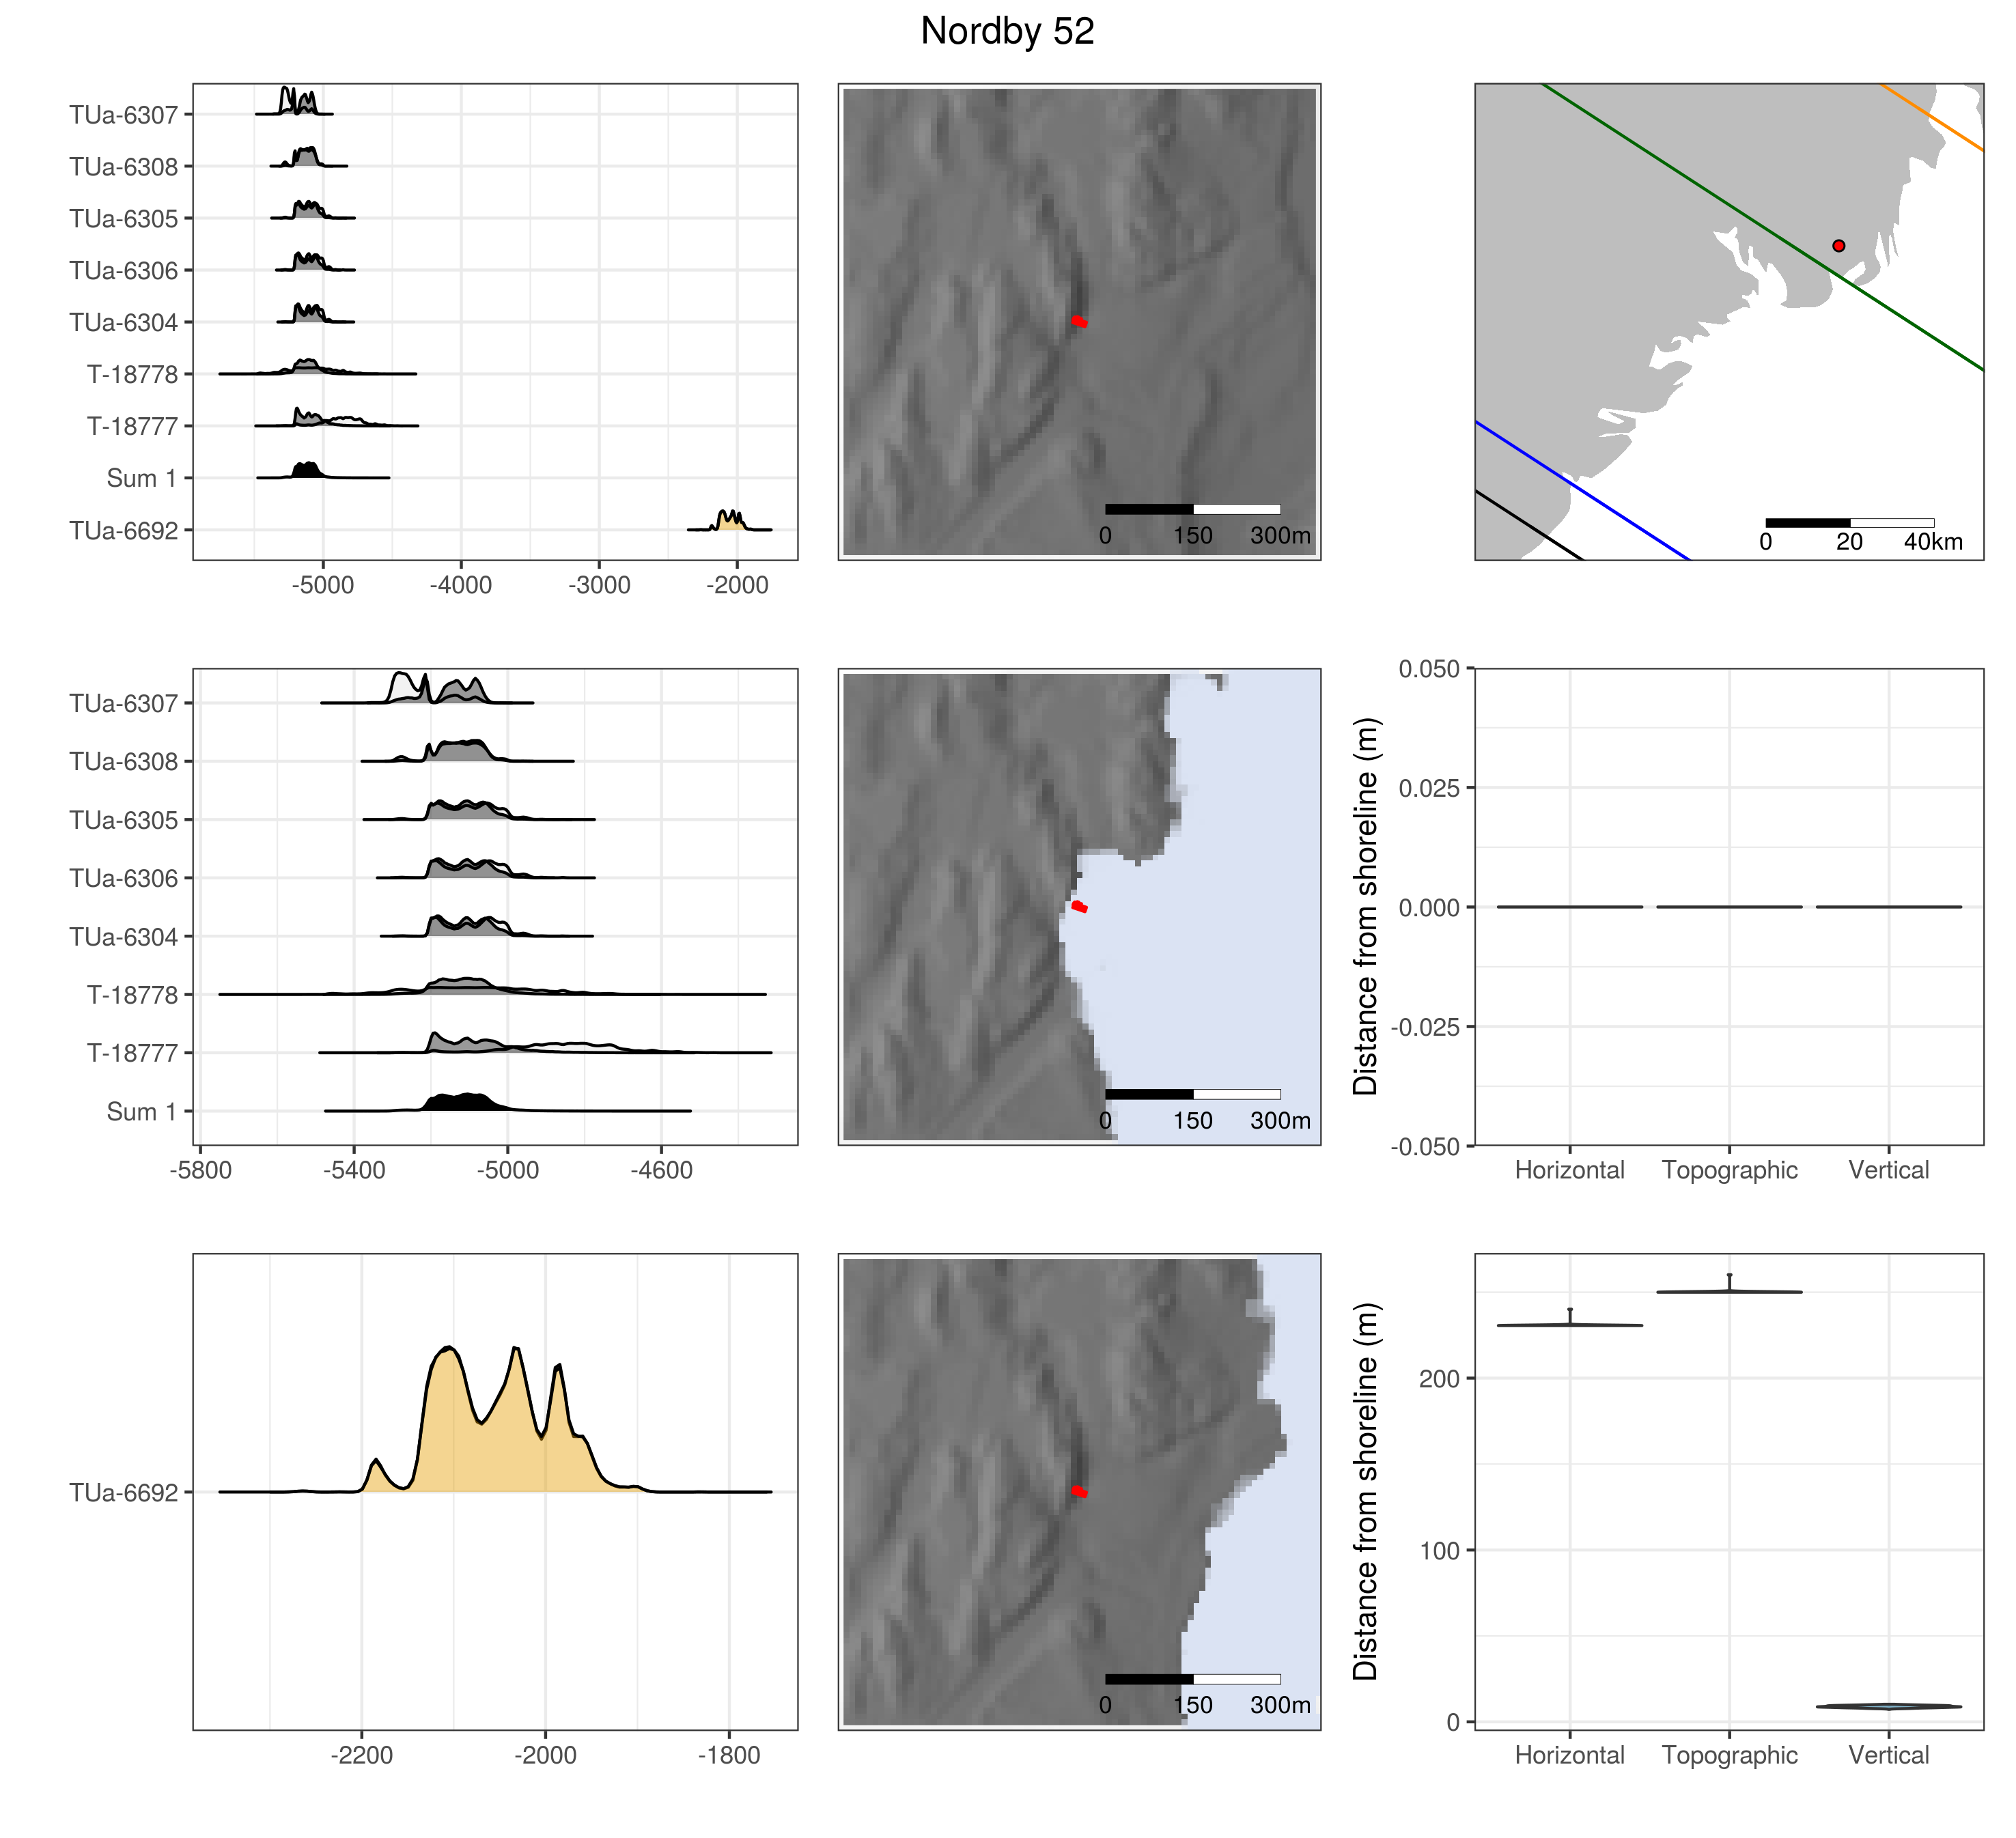 Nordby 52
TUa-6307
TUa-6308
TUa-6305
TUa-6306
TUa-6304
T-18778
T-18777
Sum 1
TUa-6692
-5000 -4000 -3000 -2000
0 150 300m
0 20 40km
TUa-6307
TUa-6308
TUa-6305
TUa-6306
TUa-6304
T-18778
T-18777
Sum 1
-5800 -5400 -5000 -4600
0 150 300m
Distance from shoreline (m)
0.050
0.025
0.000
-0.025
-0.050
Horizontal Topographic Vertical
TUa-6692
-2200 -2000 -1800
0 150 300m
Distance from shoreline (m)
200
100
0
Horizontal Topographic Vertical